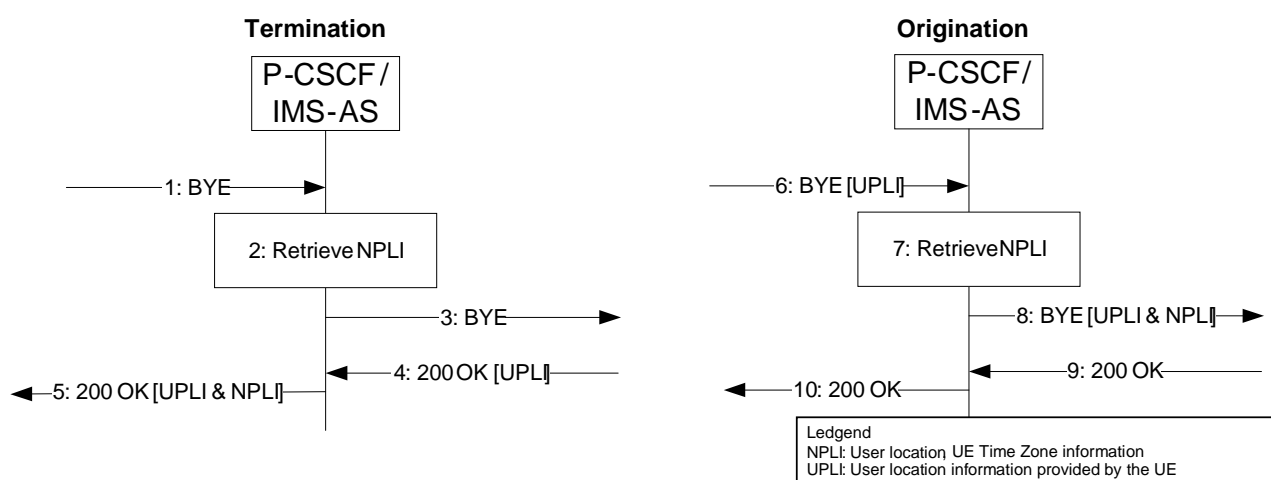 Termination
P-CSCF/
IMS-AS
1: BYE
2: Retrieve NPLI
3: BYE
4: 200 OK [UPLI]
5: 200 OK [UPLI & NPLI]
Origination
P-CSCF/
IMS-AS
6: BYE [UPLI]
7: Retrieve NPLI
8: BYE [UPLI & NPLI]
9: 200 OK
10: 200 OK
Ledgend
NPLI: User location, UE Time Zone information
UPLI: User location information provided by the UE